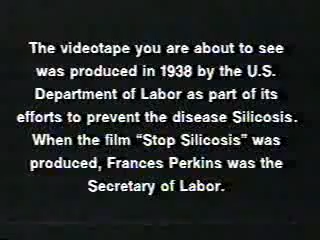 The videotape you are about to see
was produced in 1938 by the U.S.
Department of Labor as part of its
efforts to prevent the disease Silicosis.
When the film “Stop Silicosis” was
produced, Frances Perkins was the
Secretary of Labor.